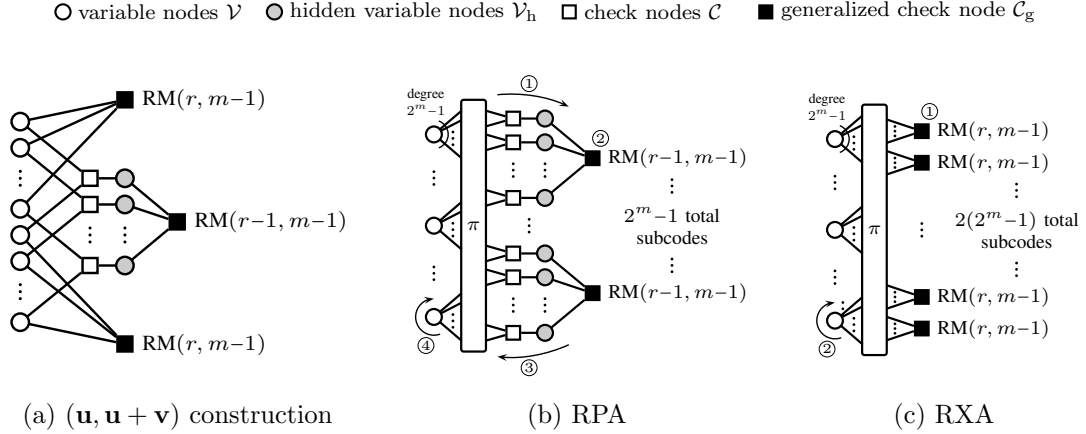 variable nodes 𝒱 hidden variable nodes 𝒱h check nodes 𝒞 generalized check node 𝒞g
RM(r, m−1)
RM(r−1, m−1)
RM(r, m−1)
(a) (u, u + v) construction
degree
2^m−1
π
①
②
RM(r−1, m−1)
2^m−1 total
subcodes
RM(r−1, m−1)
④
③
(b) RPA
degree
2^m−1
π
①
RM(r, m−1)
RM(r, m−1)
2(2^m−1) total
subcodes
RM(r, m−1)
RM(r, m−1)
②
(c) RXA